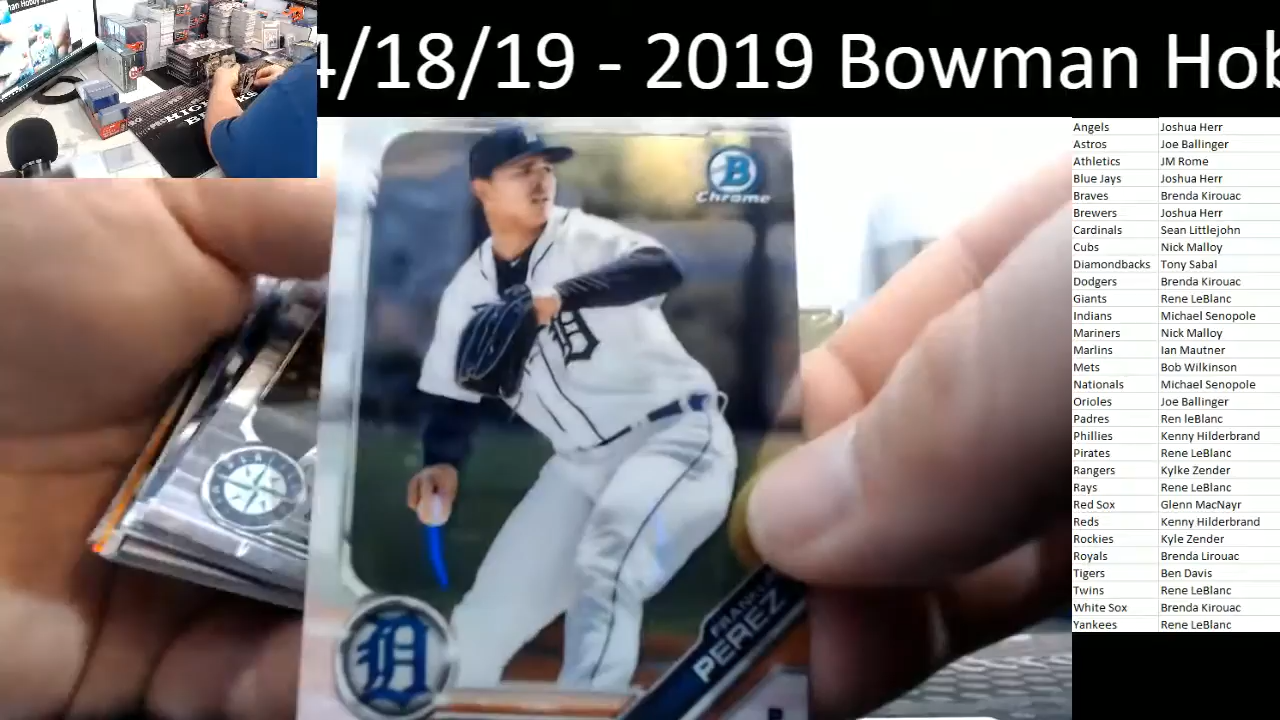 4/18/19 - 2019 Bowman Hob
B
Chrome
D
D
PEREZ
Angels Joshua Herr
Astros Joe Ballinger
Athletics JM Rome
Blue Jays Joshua Herr
Braves Brenda Kirouac
Brewers Joshua Herr
Cardinals Sean Littlejohn
Cubs Nick Malloy
Diamondbacks Tony Sabal
Dodgers Brenda Kirouac
Giants Rene LeBlanc
Indians Michael Senopole
Mariners Nick Malloy
Marlins Ian Mautner
Mets Bob Wilkinson
Nationals Michael Senopole
Orioles Joe Ballinger
Padres Ren leBlanc
Phillies Kenny Hilderbrand
Pirates Rene LeBlanc
Rangers Kylke Zender
Rays Rene LeBlanc
Red Sox Glenn MacNayr
Reds Kenny Hilderbrand
Rockies Kyle Zender
Royals Brenda Lirouac
Tigers Ben Davis
Twins Rene LeBlanc
White Sox Brenda Kirouac
Yankees Rene LeBlanc